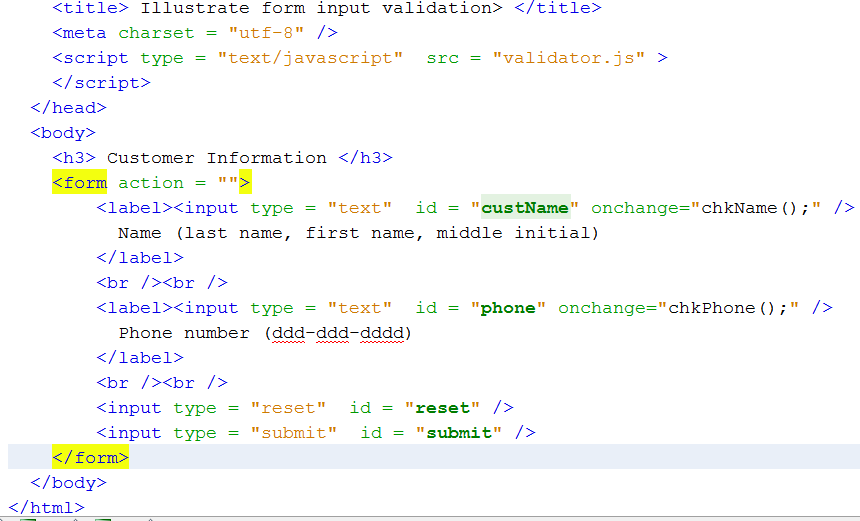 <title> Illustrate form input validation> </title>
<meta charset = "utf-8" />
<script type = "text/javascript"  src = "validator.js" >
</script>
</head>
<body>
<h3> Customer Information </h3>
<form action = "">
<label><input type = "text"  id = "custName" onchange="chkName();" />
Name (last name, first name, middle initial)
</label>
<br /><br />
<label><input type = "text"  id = "phone" onchange="chkPhone();" />
Phone number (ddd-ddd-dddd)
</label>
<br /><br />
<input type = "reset"  id = "reset" />
<input type = "submit"  id = "submit" />
</form>
</body>
</html>